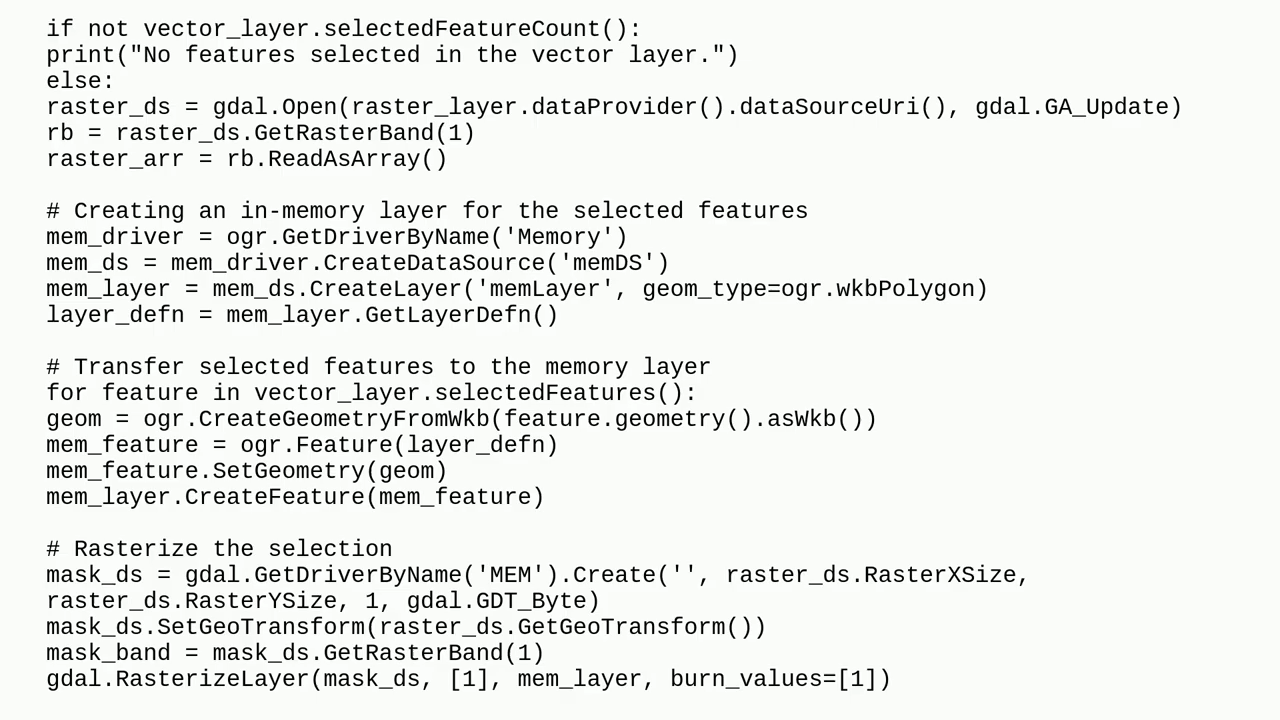 if not vector_layer.selectedFeatureCount():
print("No features selected in the vector layer.")
else:
raster_ds = gdal.Open(raster_layer.dataProvider().dataSourceUri(), gdal.GA_Update)
rb = raster_ds.GetRasterBand(1)
raster_arr = rb.ReadAsArray()

# Creating an in-memory layer for the selected features
mem_driver = ogr.GetDriverByName('Memory')
mem_ds = mem_driver.CreateDataSource('memDS')
mem_layer = mem_ds.CreateLayer('memLayer', geom_type=ogr.wkbPolygon)
layer_defn = mem_layer.GetLayerDefn()

# Transfer selected features to the memory layer
for feature in vector_layer.selectedFeatures():
geom = ogr.CreateGeometryFromWkb(feature.geometry().asWkb())
mem_feature = ogr.Feature(layer_defn)
mem_feature.SetGeometry(geom)
mem_layer.CreateFeature(mem_feature)

# Rasterize the selection
mask_ds = gdal.GetDriverByName('MEM').Create('', raster_ds.RasterXSize,
raster_ds.RasterYSize, 1, gdal.GDT_Byte)
mask_ds.SetGeoTransform(raster_ds.GetGeoTransform())
mask_band = mask_ds.GetRasterBand(1)
gdal.RasterizeLayer(mask_ds, [1], mem_layer, burn_values=[1])